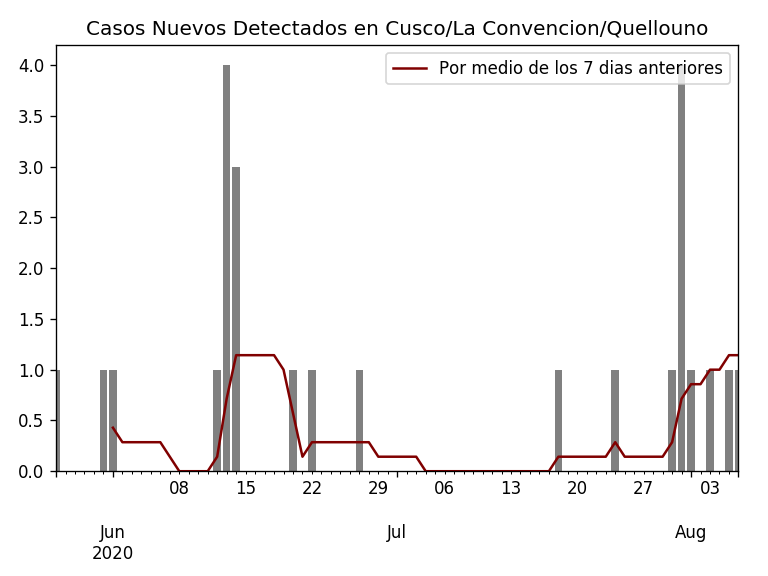 Casos Nuevos Detectados en Cusco/La Convencion/Quellouno
Por medio de los 7 dias anteriores
4.0
3.5
3.0
2.5
2.0
1.5
1.0
0.5
0.0
08 15 22 29 06 13 20 27 03
Jun Jul Aug
2020